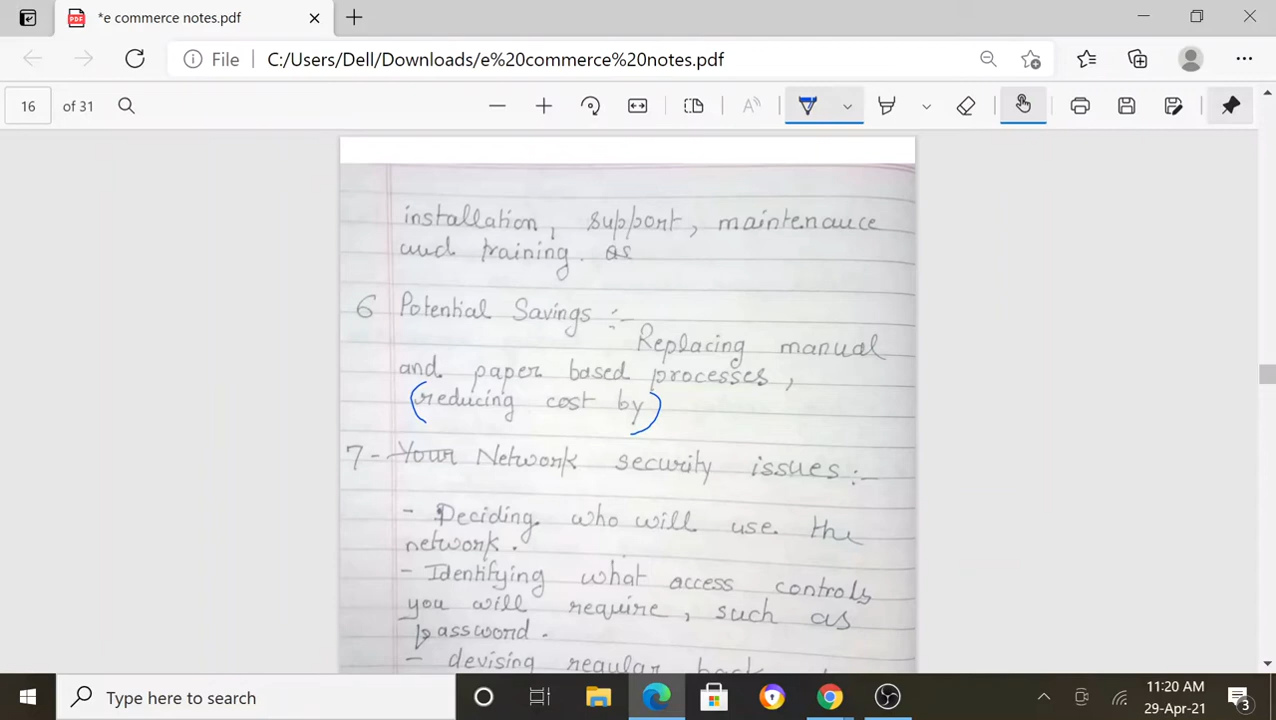 *e commerce notes.pdf
File C:/Users/Dell/Downloads/e%20commerce%20notes.pdf
16 of 31
installation, support, maintenance
and training. as
6 Potential Savings :-
Replacing manual
and paper based processes,
(reducing cost by)
7- Your Network security issues:-
- Deciding who will use the
network.
- Identifying what access controls
you will require, such as
password.
- devising regular back
Type here to search
11:20 AM
29-Apr-21
3